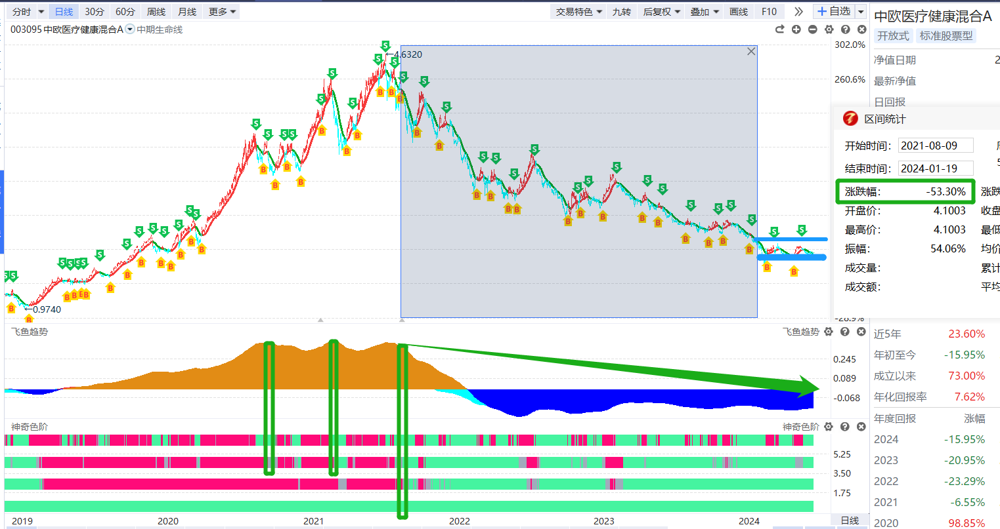 分时 日线 30分 60分 周线 月线 更多 交易特色 九转 后复权 叠加 画线 F10 自选
003095 中欧医疗健康混合A 中期生命线
4.6320
0.9740
302.0%
260.6%
-28.9%
中欧医疗健康混合A
开放式 标准股票型
净值日期 2
最新净值
日回报
区间统计
开始时间: 2021-08-09
结束时间: 2024-01-19 5
涨跌幅: -53.30% 涨跌
开盘价: 4.1003 收盘
最高价: 4.1003 最低
振幅: 54.06% 均价
成交量: 累计
成交额: 平均
飞鱼趋势 飞鱼趋势
0.245
0.089
-0.068
神奇色阶 神奇色阶
5.25
3.50
1.75
2019 2020 2021 2022 2023 2024 日线
近5年 23.60%
年初至今 -15.95%
成立以来 73.00%
年化回报率 7.62%
年度回报 涨幅
2024 -15.95%
2023 -20.95%
2022 -23.29%
2021 -6.55%
2020 98.85%